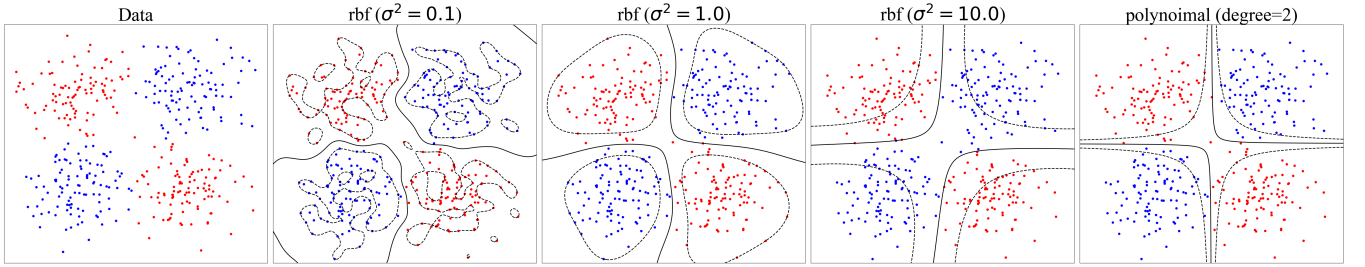 Data
rbf (σ² = 0.1)
rbf (σ² = 1.0)
rbf (σ² = 10.0)
polynoimal (degree=2)